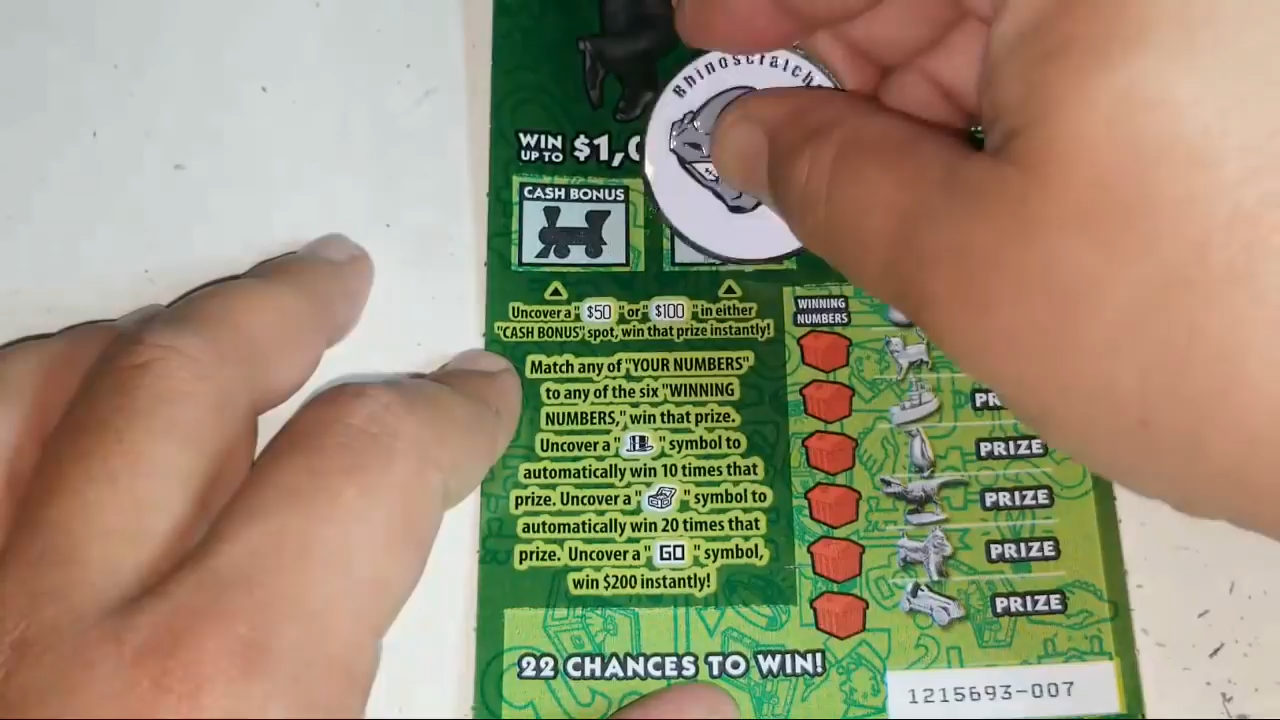 Rhinoscratch
WIN
UP TO $1,0
CASH BONUS
Uncover a " $50 " or " $100 " in either
"CASH BONUS" spot, win that prize instantly!
Match any of "YOUR NUMBERS"
to any of the six "WINNING
NUMBERS," win that prize.
Uncover a " " symbol to
automatically win 10 times that
prize. Uncover a " " symbol to
automatically win 20 times that
prize. Uncover a " GO " symbol,
win $200 instantly!
WINNING
NUMBERS
PR
PRIZE
PRIZE
PRIZE
PRIZE
22 CHANCES TO WIN!
1215693-007